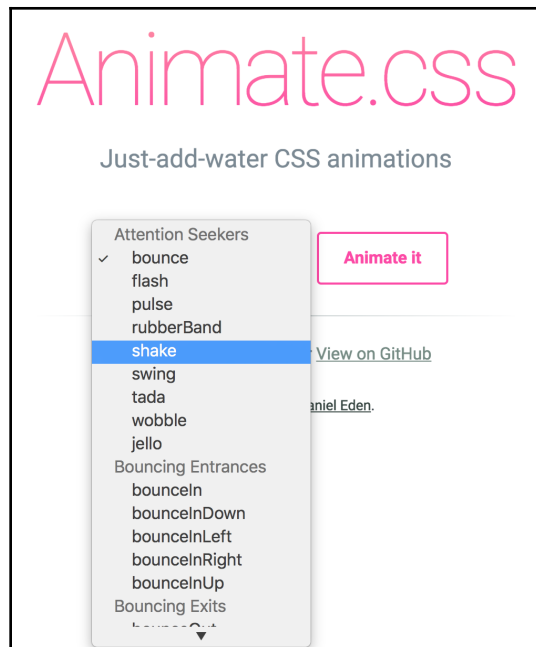 Animate.css
Just-add-water CSS animations
Attention Seekers
✓ bounce
Animate it
flash
pulse
rubberBand
shake
View on GitHub
swing
tada
aniel Eden.
wobble
jello
Bouncing Entrances
bounceIn
bounceInDown
bounceInLeft
bounceInRight
bounceInUp
Bouncing Exits